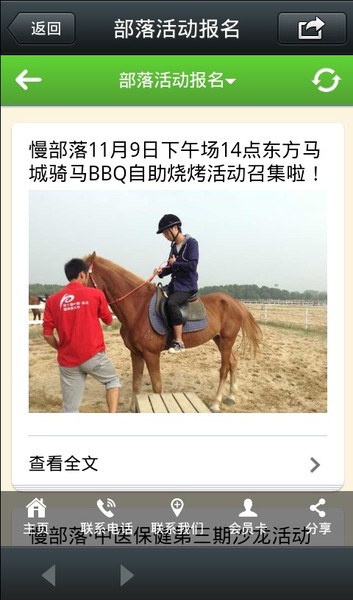 返回
部落活动报名
部落活动报名
慢部落11月9日下午场14点东方马
城骑马BBQ自助烧烤活动召集啦！
查看全文
主页
联系电话
联系我们
会员卡
分享
慢部落·中医保健第三期沙龙活动